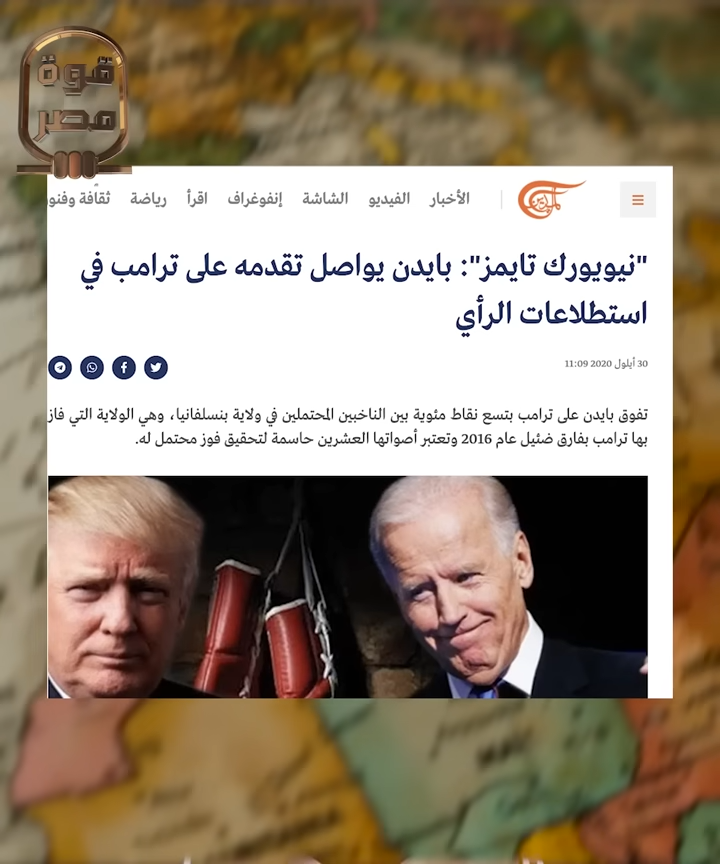 قوة
مصر
الميادين
الأخبار الفيديو الشاشة إنفوغراف اقرأ رياضة ثقافة وفنو
"نيويورك تايمز": بايدن يواصل تقدمه على ترامب في
استطلاعات الرأي
30 أيلول 2020 11:09
تفوق بايدن على ترامب بتسع نقاط مئوية بين الناخبين المحتملين في ولاية بنسلفانيا، وهي الولاية التي فاز
بها ترامب بفارق ضئيل عام 2016 وتعتبر أصواتها العشرين حاسمة لتحقيق فوز محتمل له.